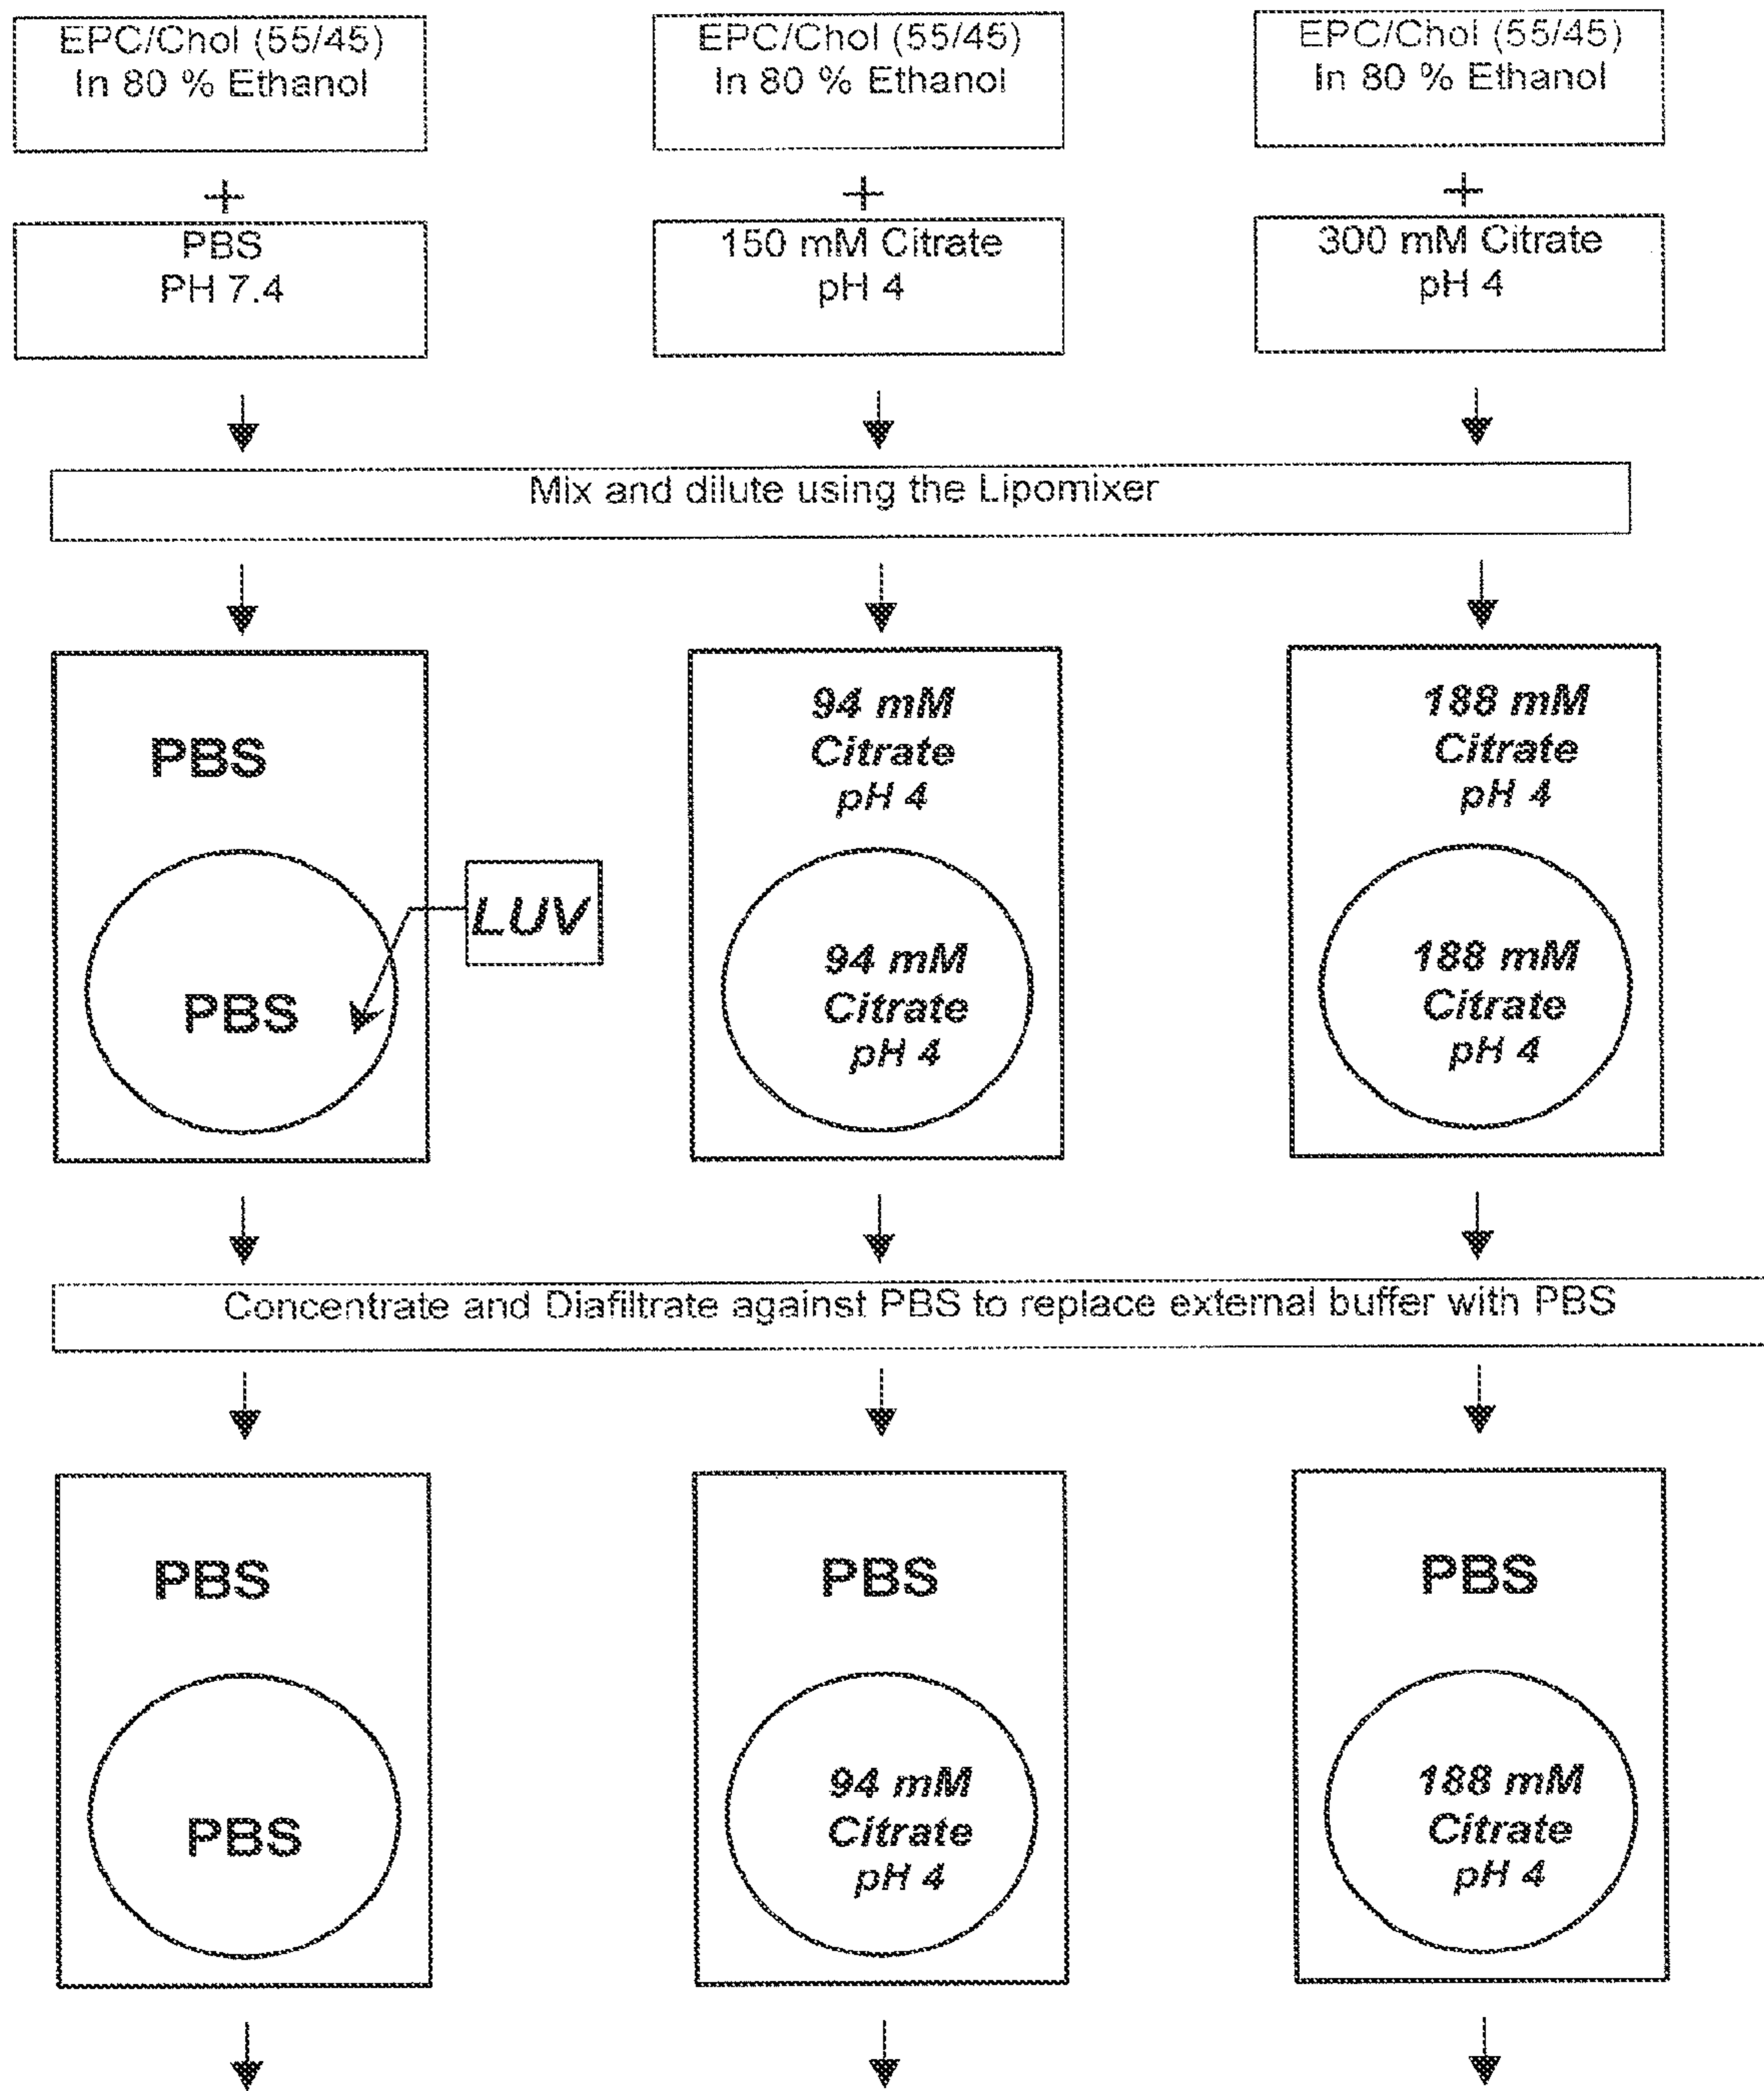 EPC/Chol (55/45)
In 80 % Ethanol
EPC/Chol (55/45)
In 80 % Ethanol
EPC/Chol (55/45)
In 80 % Ethanol
+
+
+
PBS
PH 7.4
150 mM Citrate
pH 4
300 mM Citrate
pH 4
Mix and dilute using the Lipomixer
PBS
PBS
LUV
94 mM
Citrate
pH 4
94 mM
Citrate
pH 4
188 mM
Citrate
pH 4
188 mM
Citrate
pH 4
Concentrate and Diafiltrate against PBS to replace external buffer with PBS
PBS
PBS
PBS
94 mM
Citrate
pH 4
PBS
188 mM
Citrate
pH 4